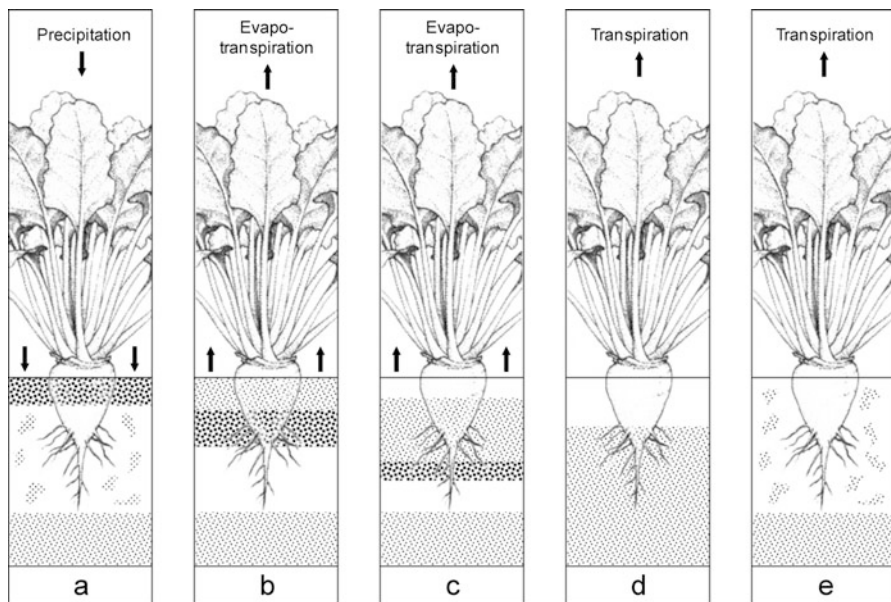 Precipitation
Evapo-
transpiration
Evapo-
transpiration
Transpiration
Transpiration
a
b
c
d
e